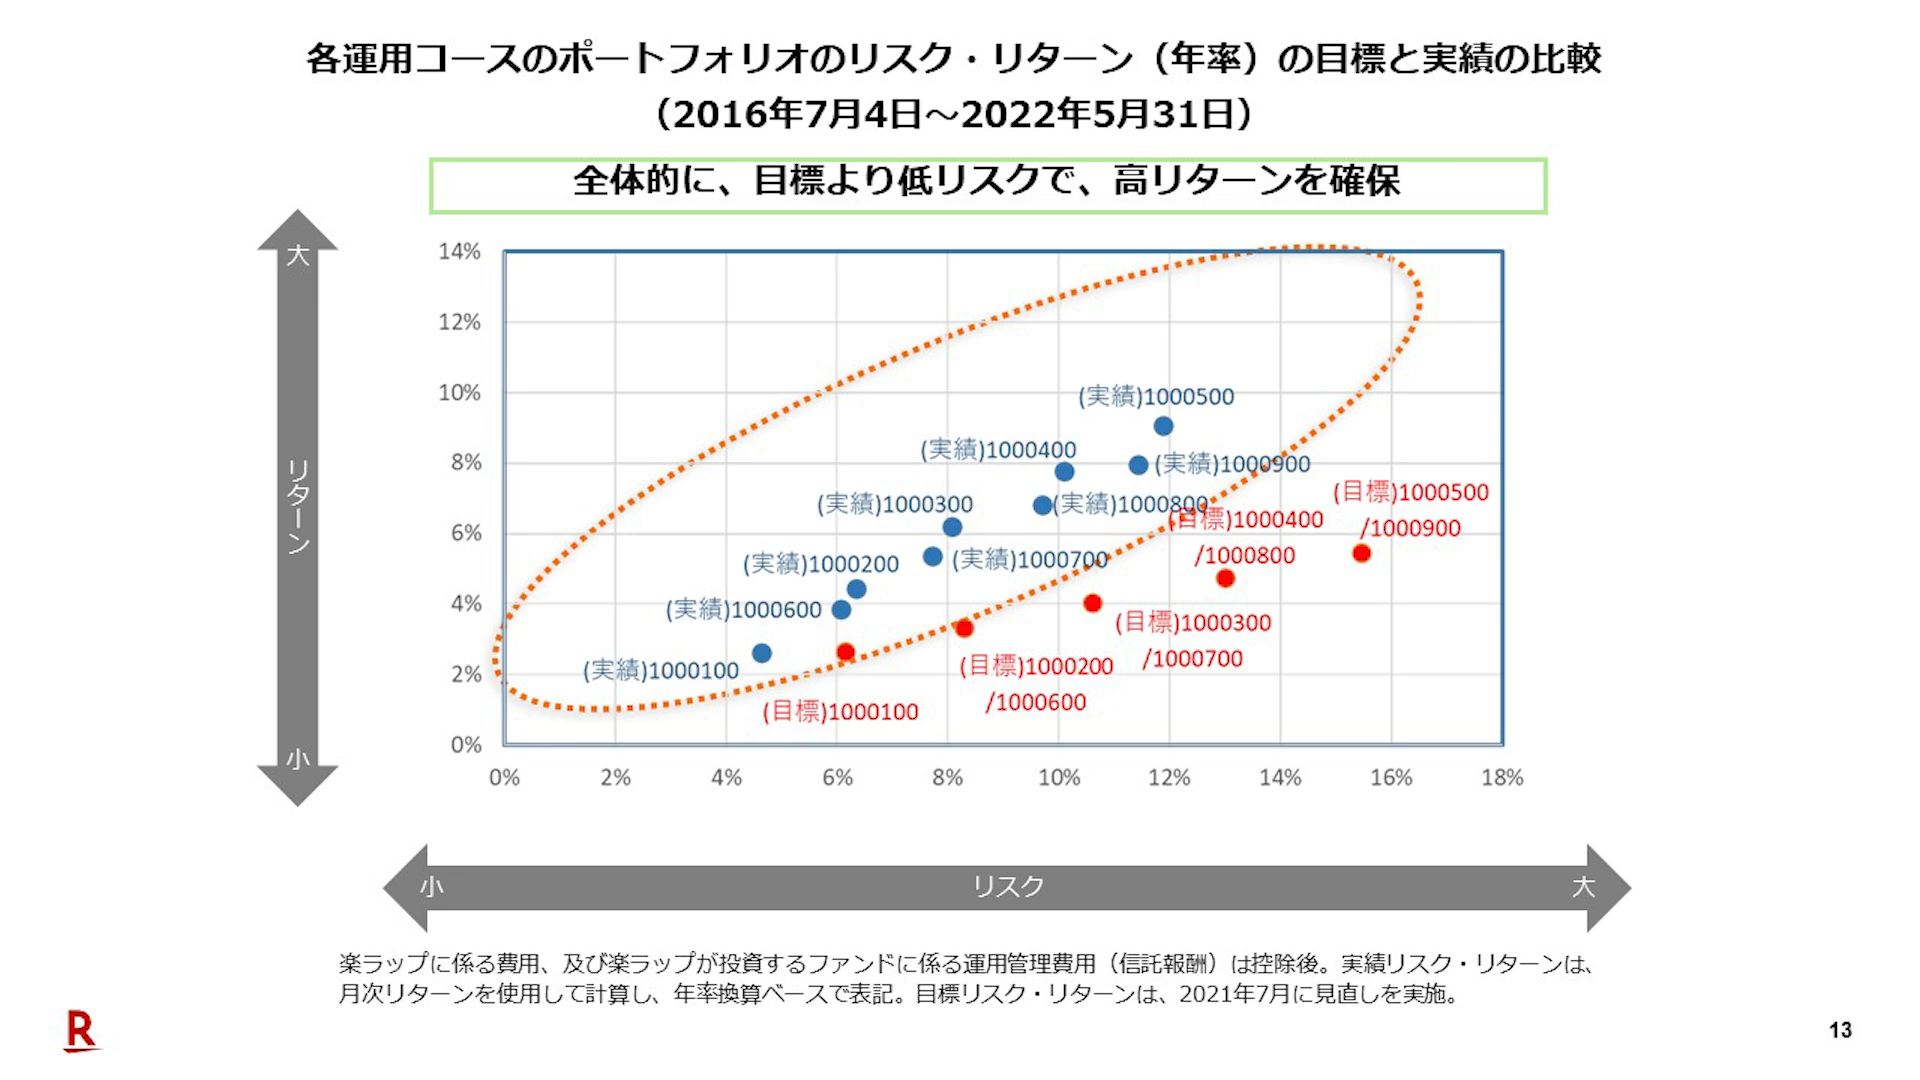 各運用コースのポートフォリオのリスク・リターン（年率）の目標と実績の比較
（2016年7月4日～2022年5月31日）
全体的に、目標より低リスクで、高リターンを確保
大
リターン
小
14%
12%
10%
8%
6%
4%
2%
0%
(実績)1000500
(実績)1000400
(実績)1000900
(実績)1000300
(実績)1000800
(目標)1000500
/1000900
(目標)1000400
/1000800
(実績)1000200
(実績)1000700
(実績)1000600
(目標)1000300
/1000700
(実績)1000100
(目標)1000200
/1000600
(目標)1000100
0% 2% 4% 6% 8% 10% 12% 14% 16% 18%
小 リスク 大
楽ラップに係る費用、及び楽ラップが投資するファンドに係る運用管理費用（信託報酬）は控除後。実績リスク・リターンは、
月次リターンを使用して計算し、年率換算ベースで表記。目標リスク・リターンは、2021年7月に見直しを実施。
R
13